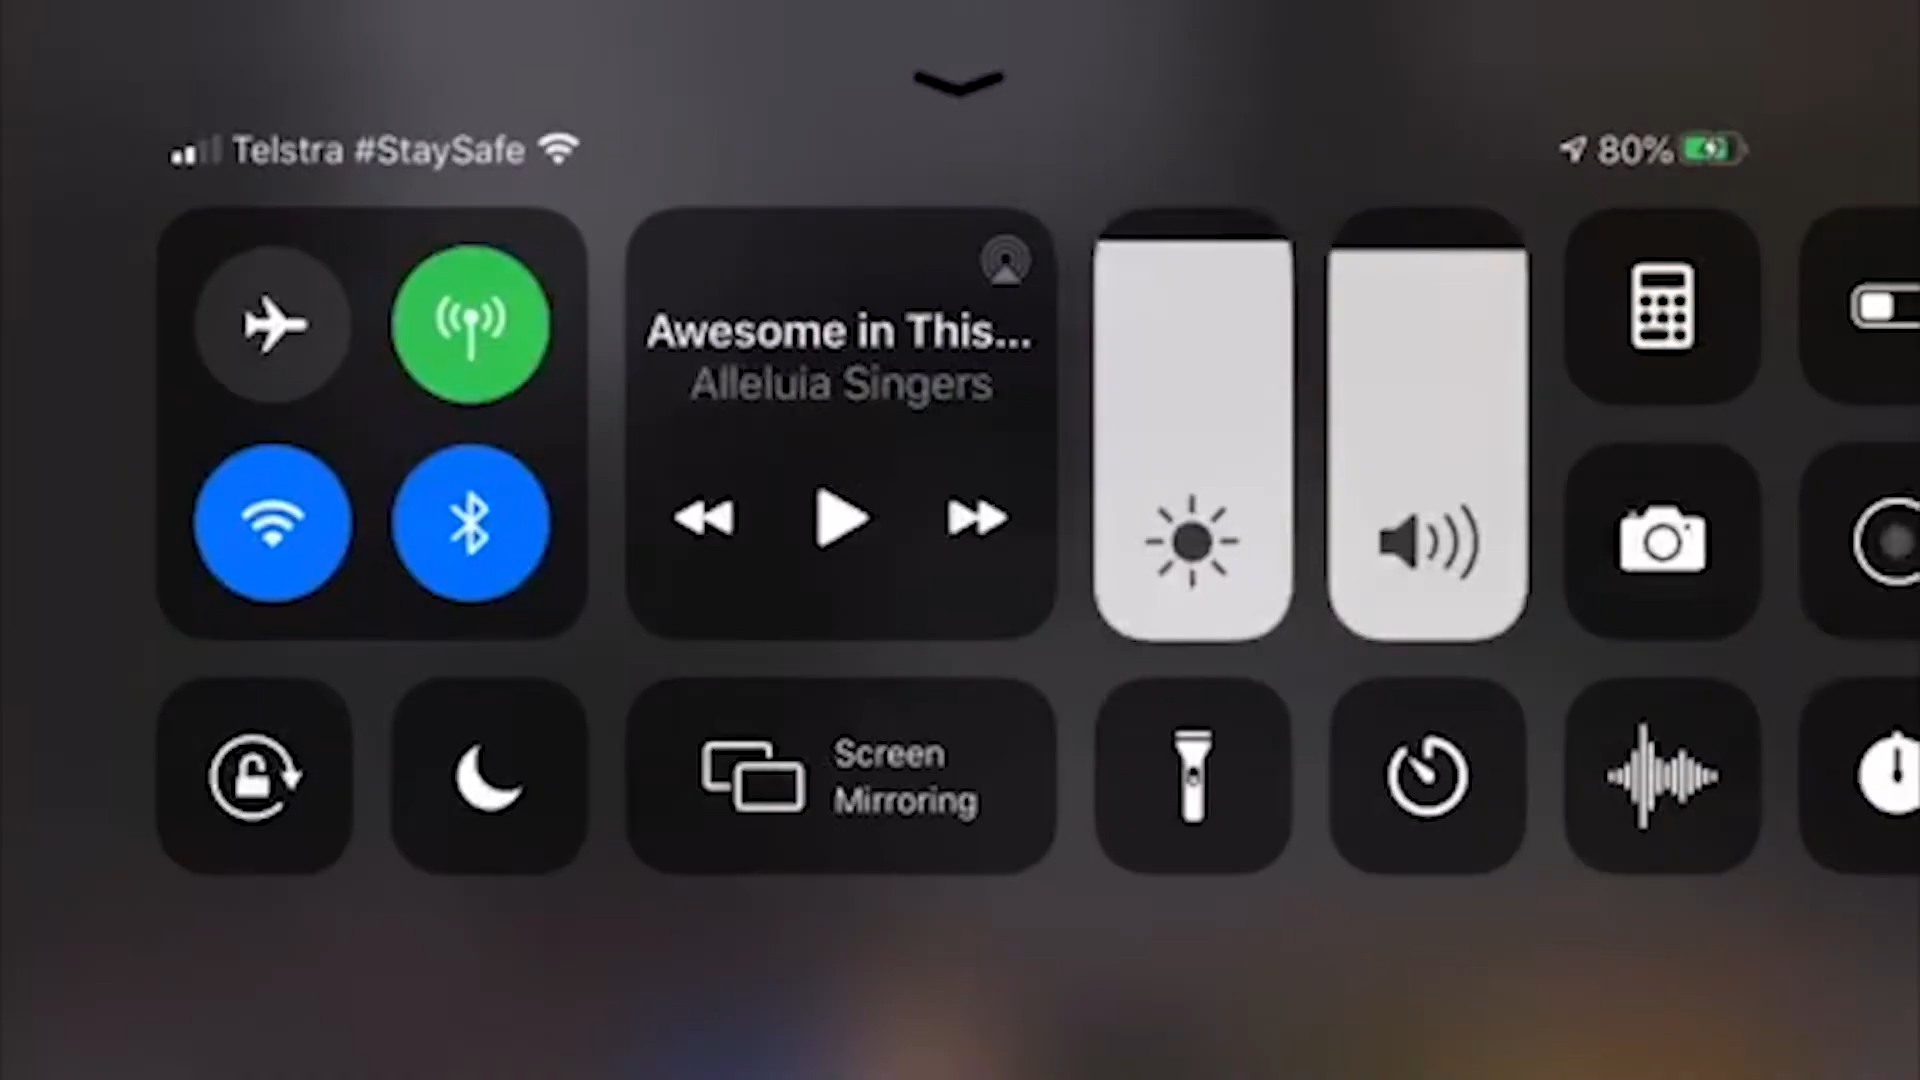 Telstra #StaySafe
80%
Awesome in This...
Alleluia Singers
Screen
Mirroring